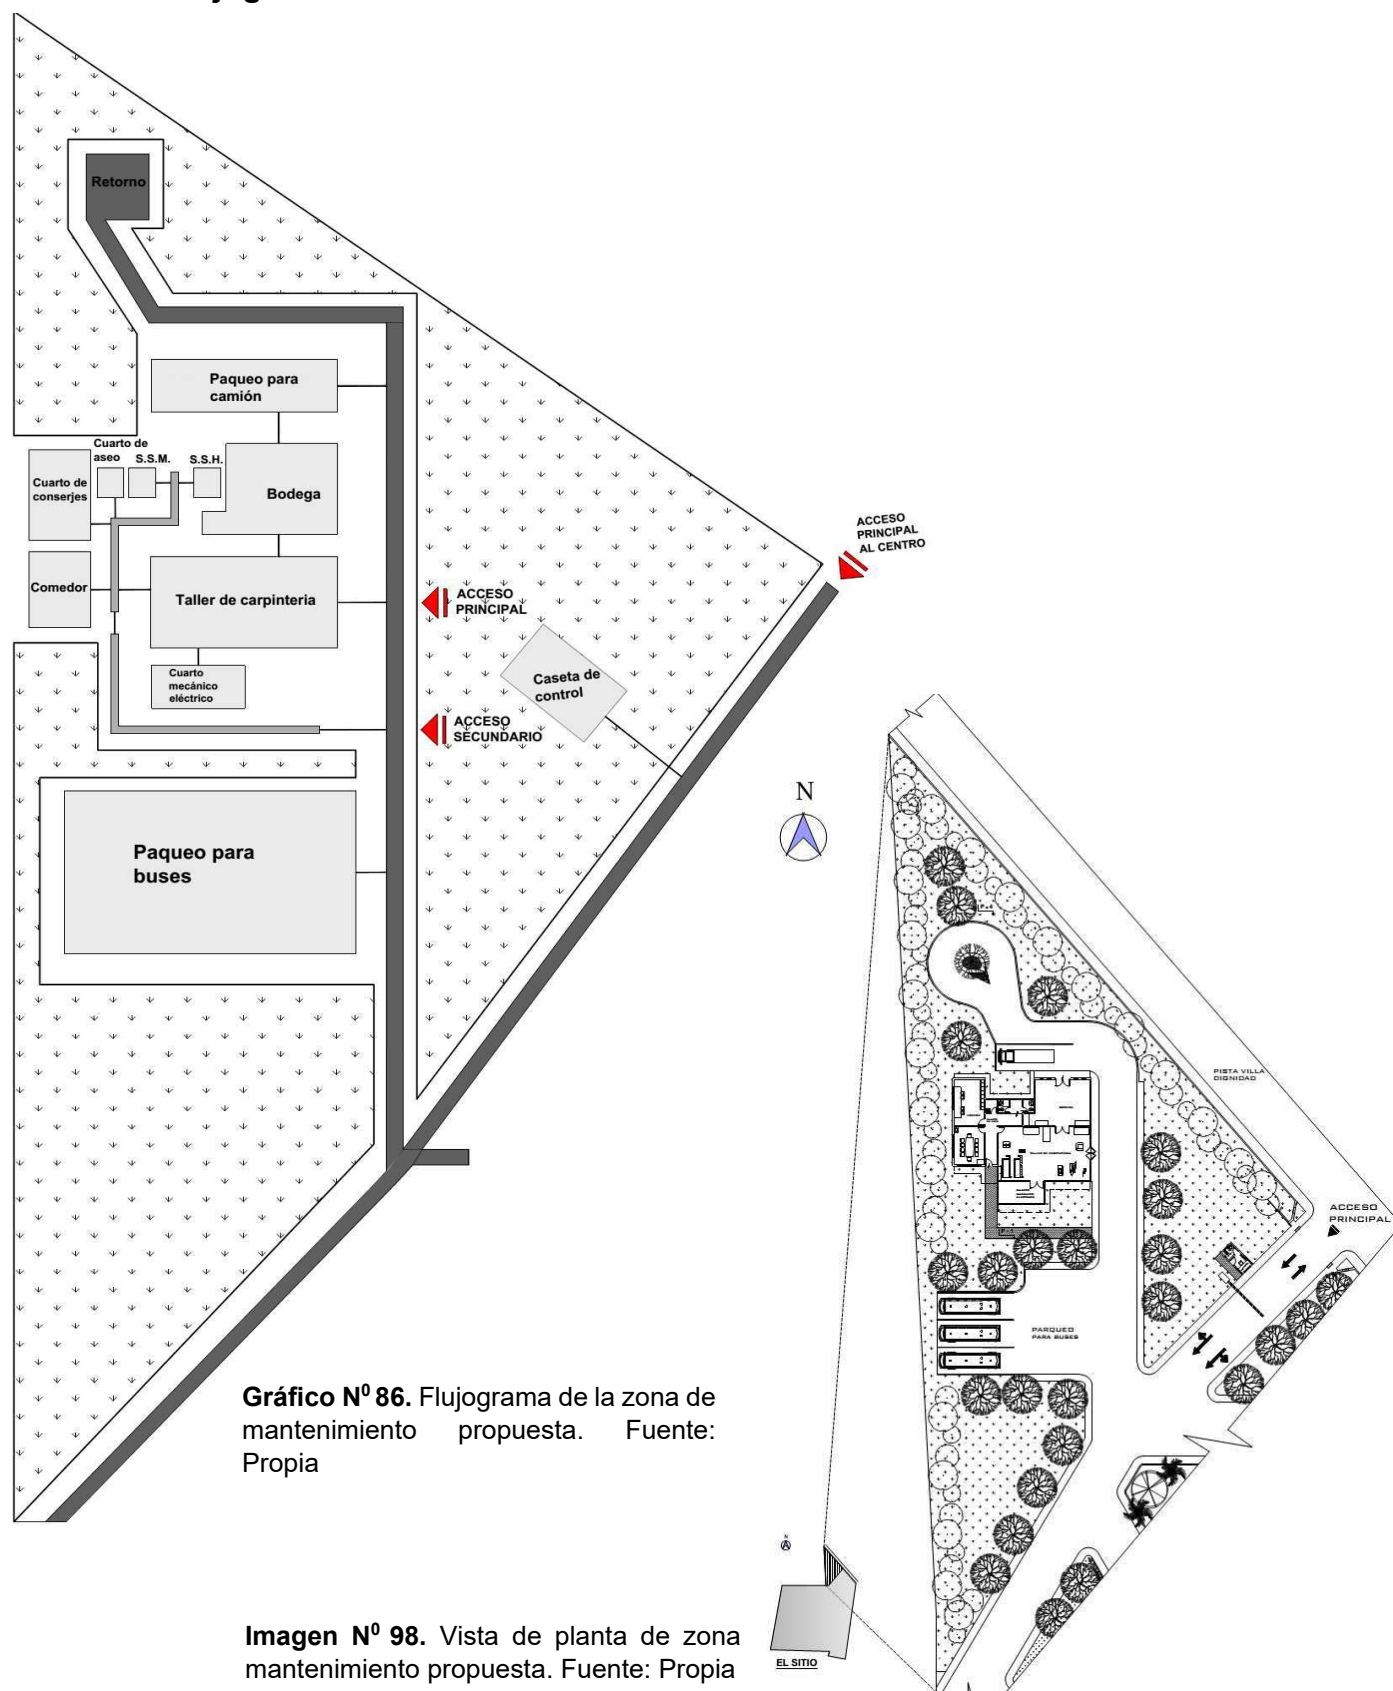 Retorno
Paqueo para
camión
Cuarto de
aseo
S.S.M.
S.S.H.
Cuarto de
conserjes
Bodega
Comedor
Taller de carpinteria
Cuarto
mecánico
eléctrico
ACCESO
PRINCIPAL
AL CENTRO
ACCESO
PRINCIPAL
Caseta de
control
ACCESO
SECUNDARIO
Paqueo para
buses
N
PISTA VILLA
DIGNIDAD
ACCESO
PRINCIPAL
PARQUEO
PARA BUSES
Gráfico N⁰ 86. Flujograma de la zona de
mantenimiento propuesta. Fuente:
Propia
N
EL SITIO
Imagen N⁰ 98. Vista de planta de zona
mantenimiento propuesta. Fuente: Propia